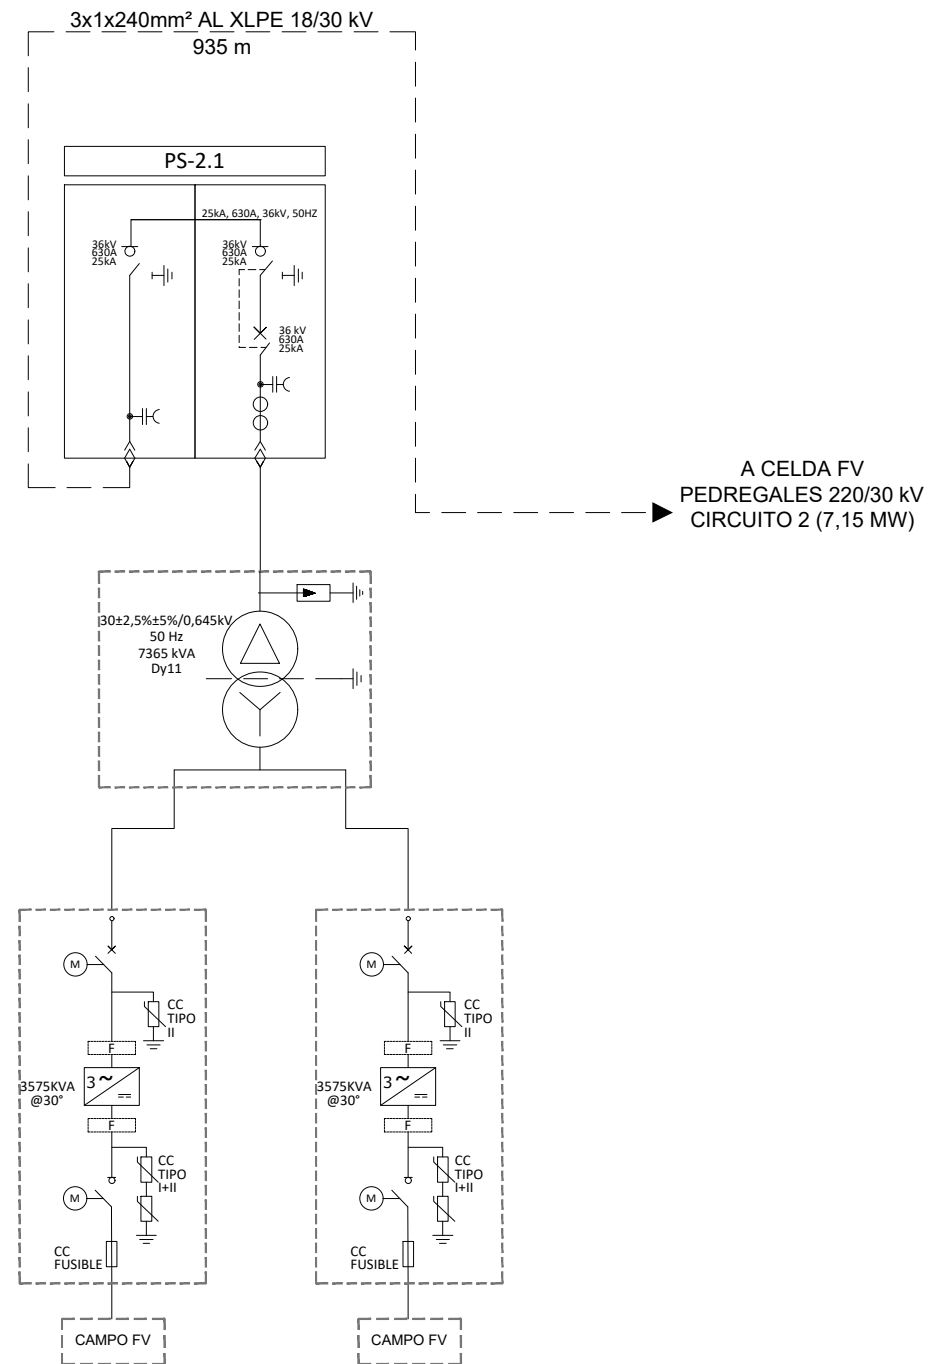 3x1x240mm² AL XLPE 18/30 kV
935 m
PS-2.1
25kA, 630A, 36kV, 50HZ
36kV
630A
25kA
36kV
630A
25kA
36 kV
630A
25kA
A CELDA FV
PEDREGALES 220/30 kV
CIRCUITO 2 (7,15 MW)
30±2,5%±5%/0,645kV
50 Hz
7365 kVA
Dy11
M
CC
TIPO
II
F
3575KVA
@30°
3 ~
F
CC
TIPO
I+II
M
CC
FUSIBLE
CAMPO FV
M
CC
TIPO
II
F
3575KVA
@30°
3 ~
F
CC
TIPO
I+II
M
CC
FUSIBLE
CAMPO FV